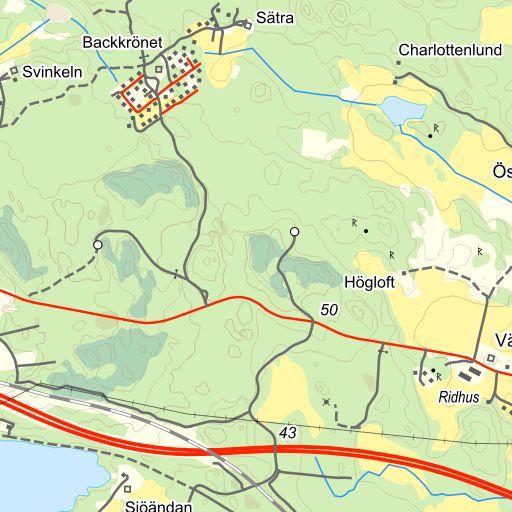 Sätra
Backkrönet
Charlottenlund
Svinkeln
Ös
R
R
R
R
Högloft
50
Vä
R
Ridhus
43
Sjöändan